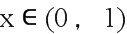 x ∈ (0 , 1)